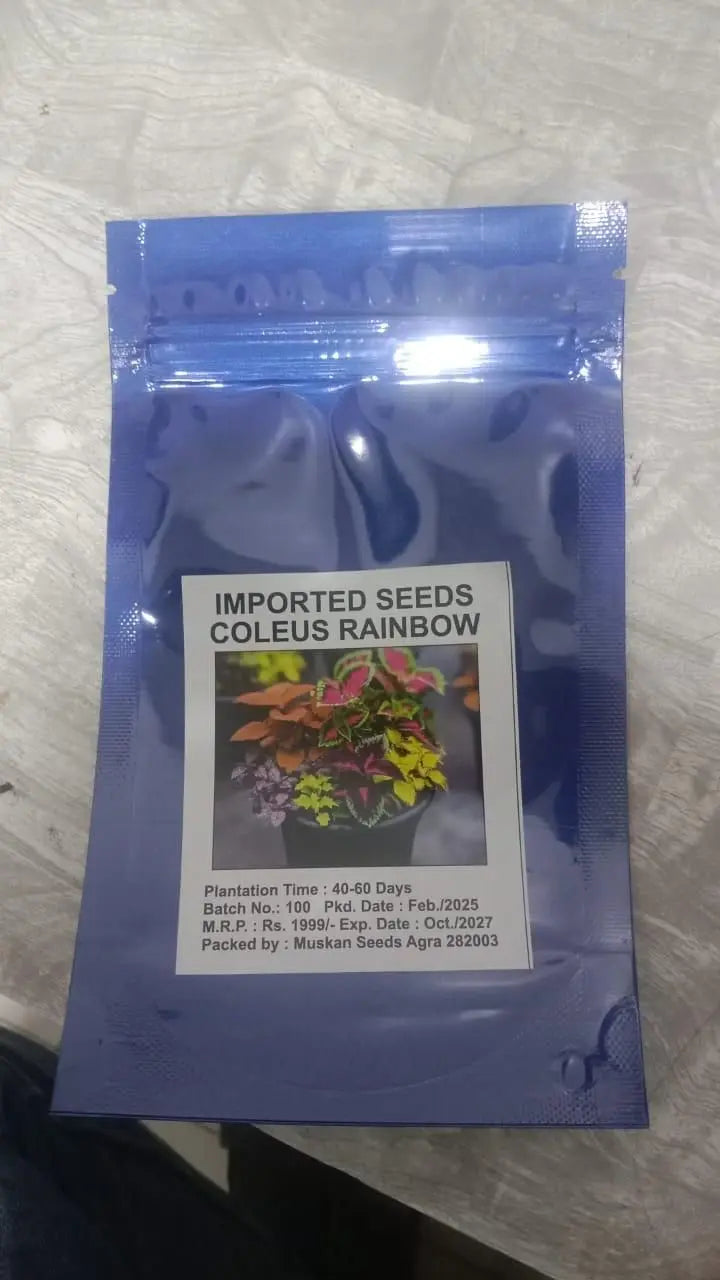 IMPORTED SEEDS
COLEUS RAINBOW
Plantation Time : 40-60 Days
Batch No.: 100 Pkd. Date : Feb./2025
M.R.P. : Rs. 1999/- Exp. Date : Oct./2027
Packed by : Muskan Seeds Agra 282003